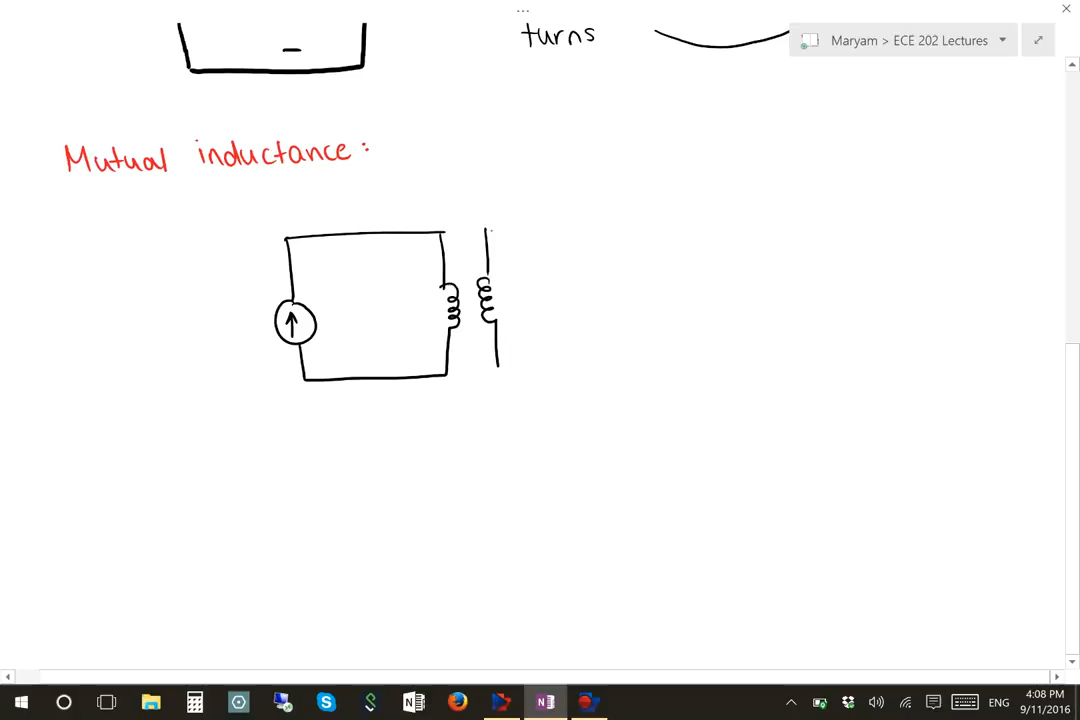 ...
turns
Maryam > ECE 202 Lectures
Mutual inductance:
ENG
4:08 PM
9/11/2016